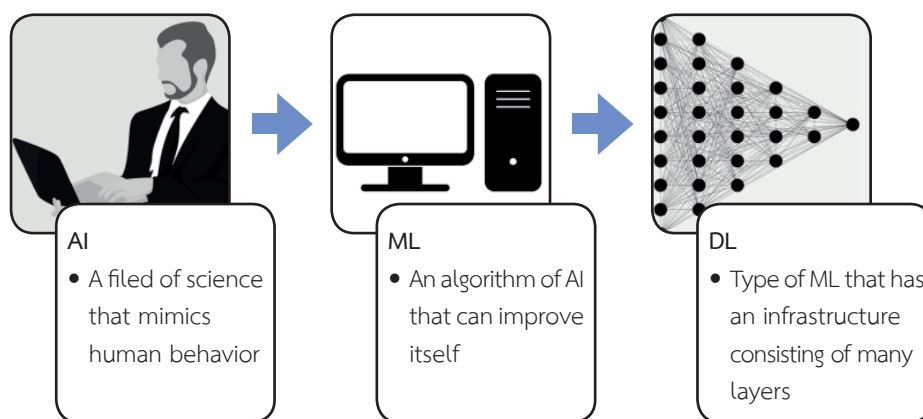 AI
• A filed of science
that mimics
human behavior
ML
• An algorithm of AI
that can improve
itself
DL
• Type of ML that has
an infrastructure
consisting of many
layers